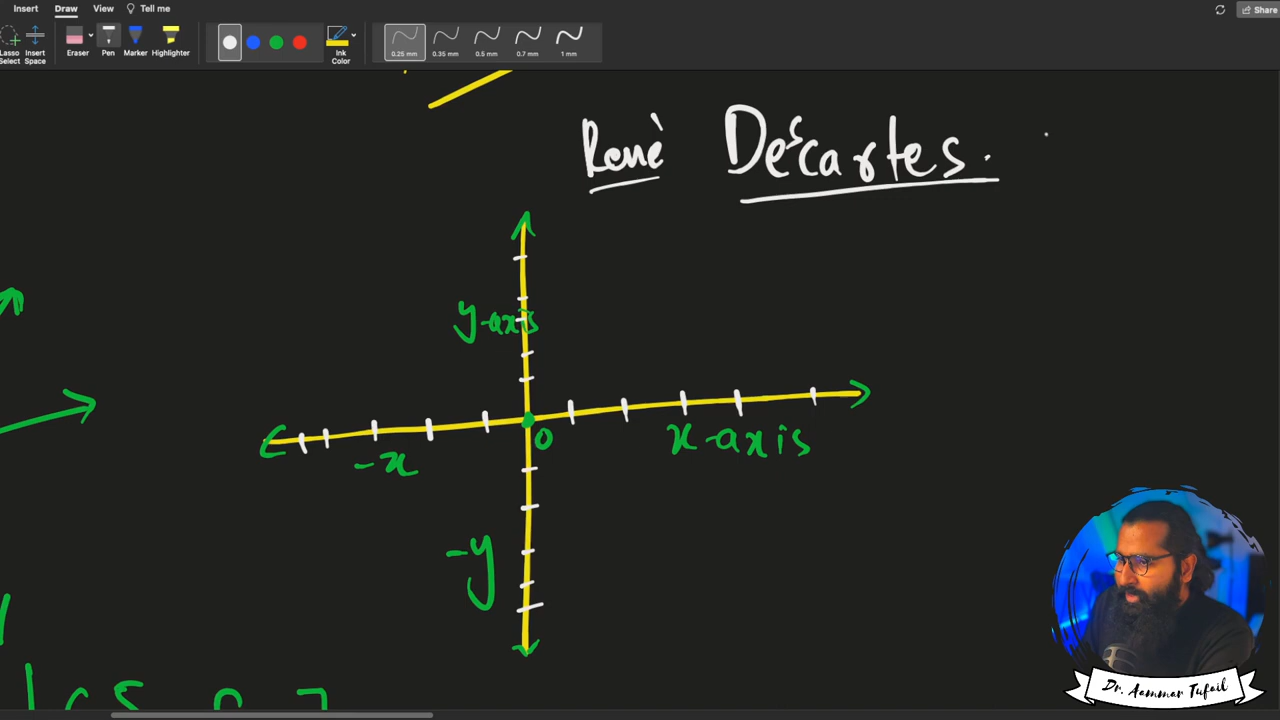 Insert Draw View Tell me Share
Lasso Select Insert Space Eraser Pen Marker Highlighter Ink Color 0.25 mm 0.35 mm 0.5 mm 0.7 mm 1 mm
Renè Descartes.
y-axis
0
x-axis
-x
-y
Dr. Aammar Tufail